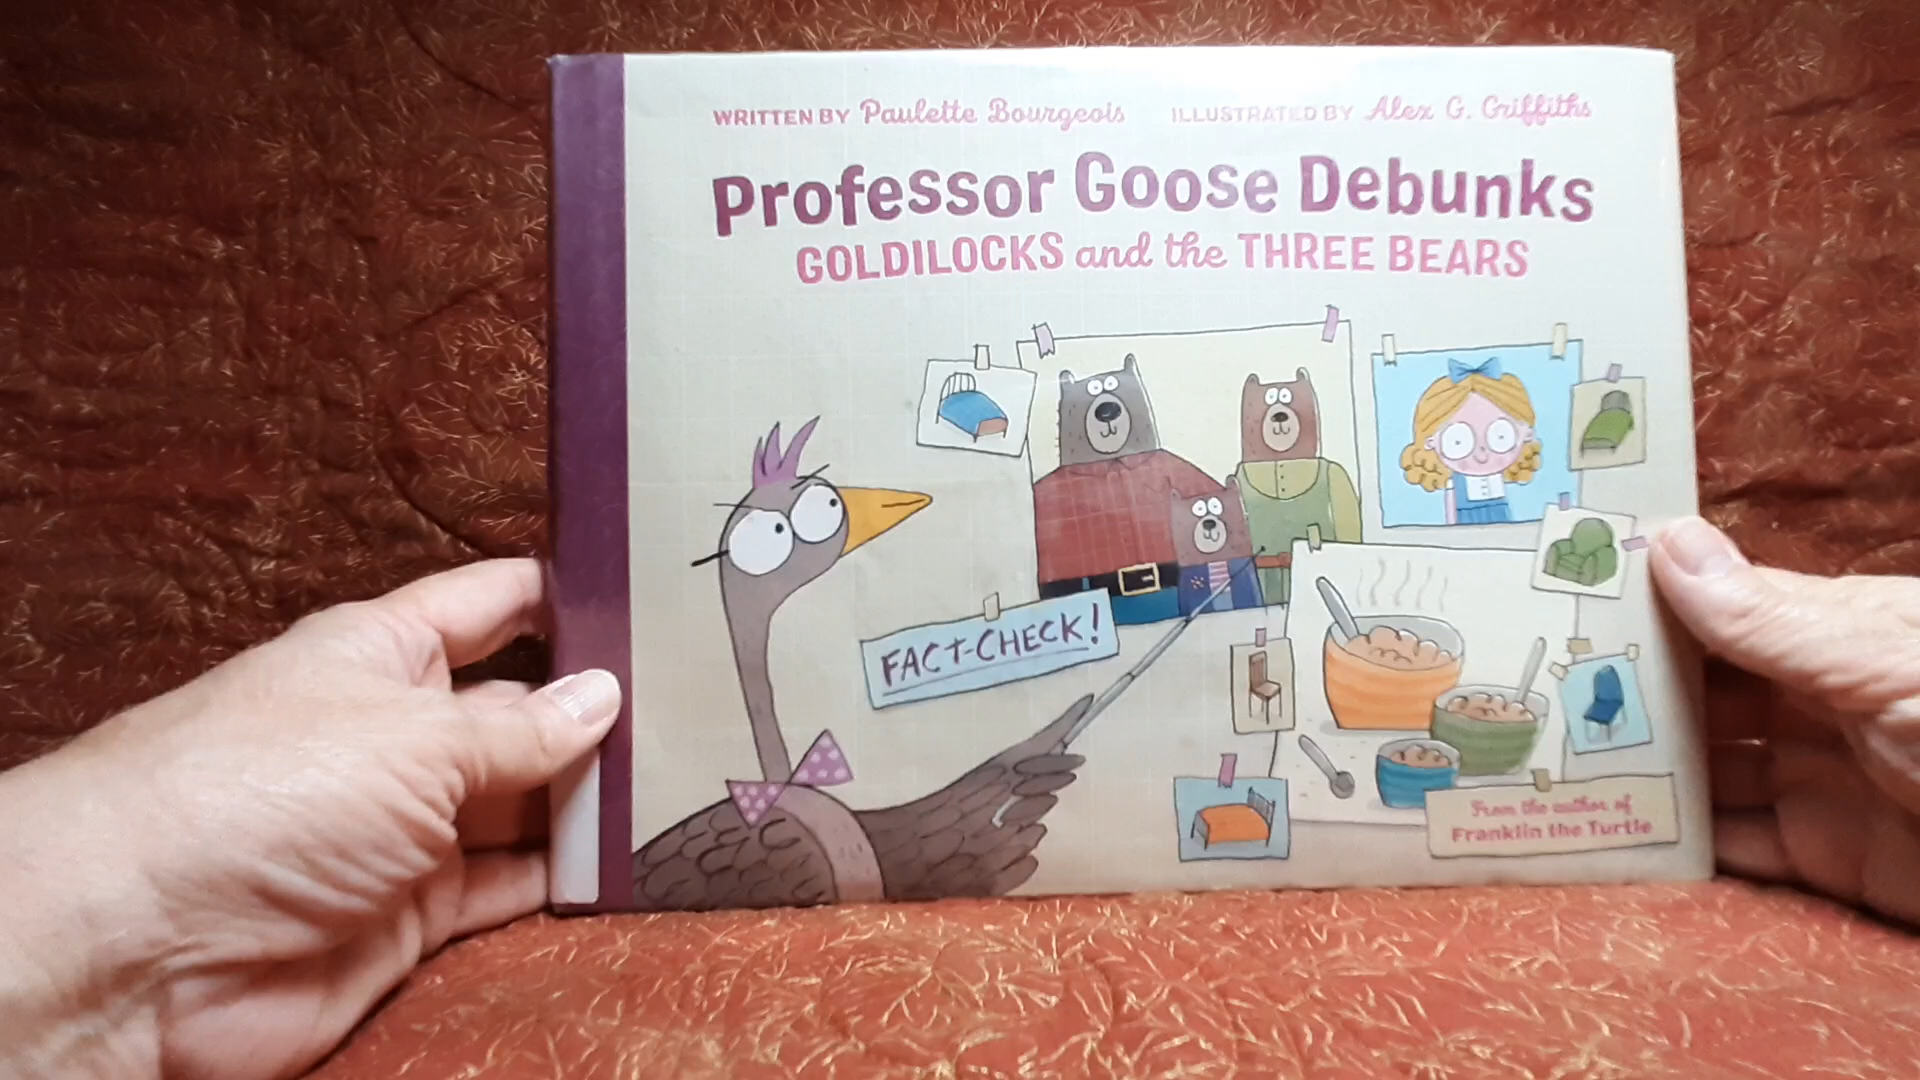 WRITTEN BY Paulette Bourgeois ILLUSTRATED BY Alex G. Griffiths
Professor Goose Debunks
GOLDILOCKS and the THREE BEARS
FACT-CHECK!
From the author of
Franklin the Turtle